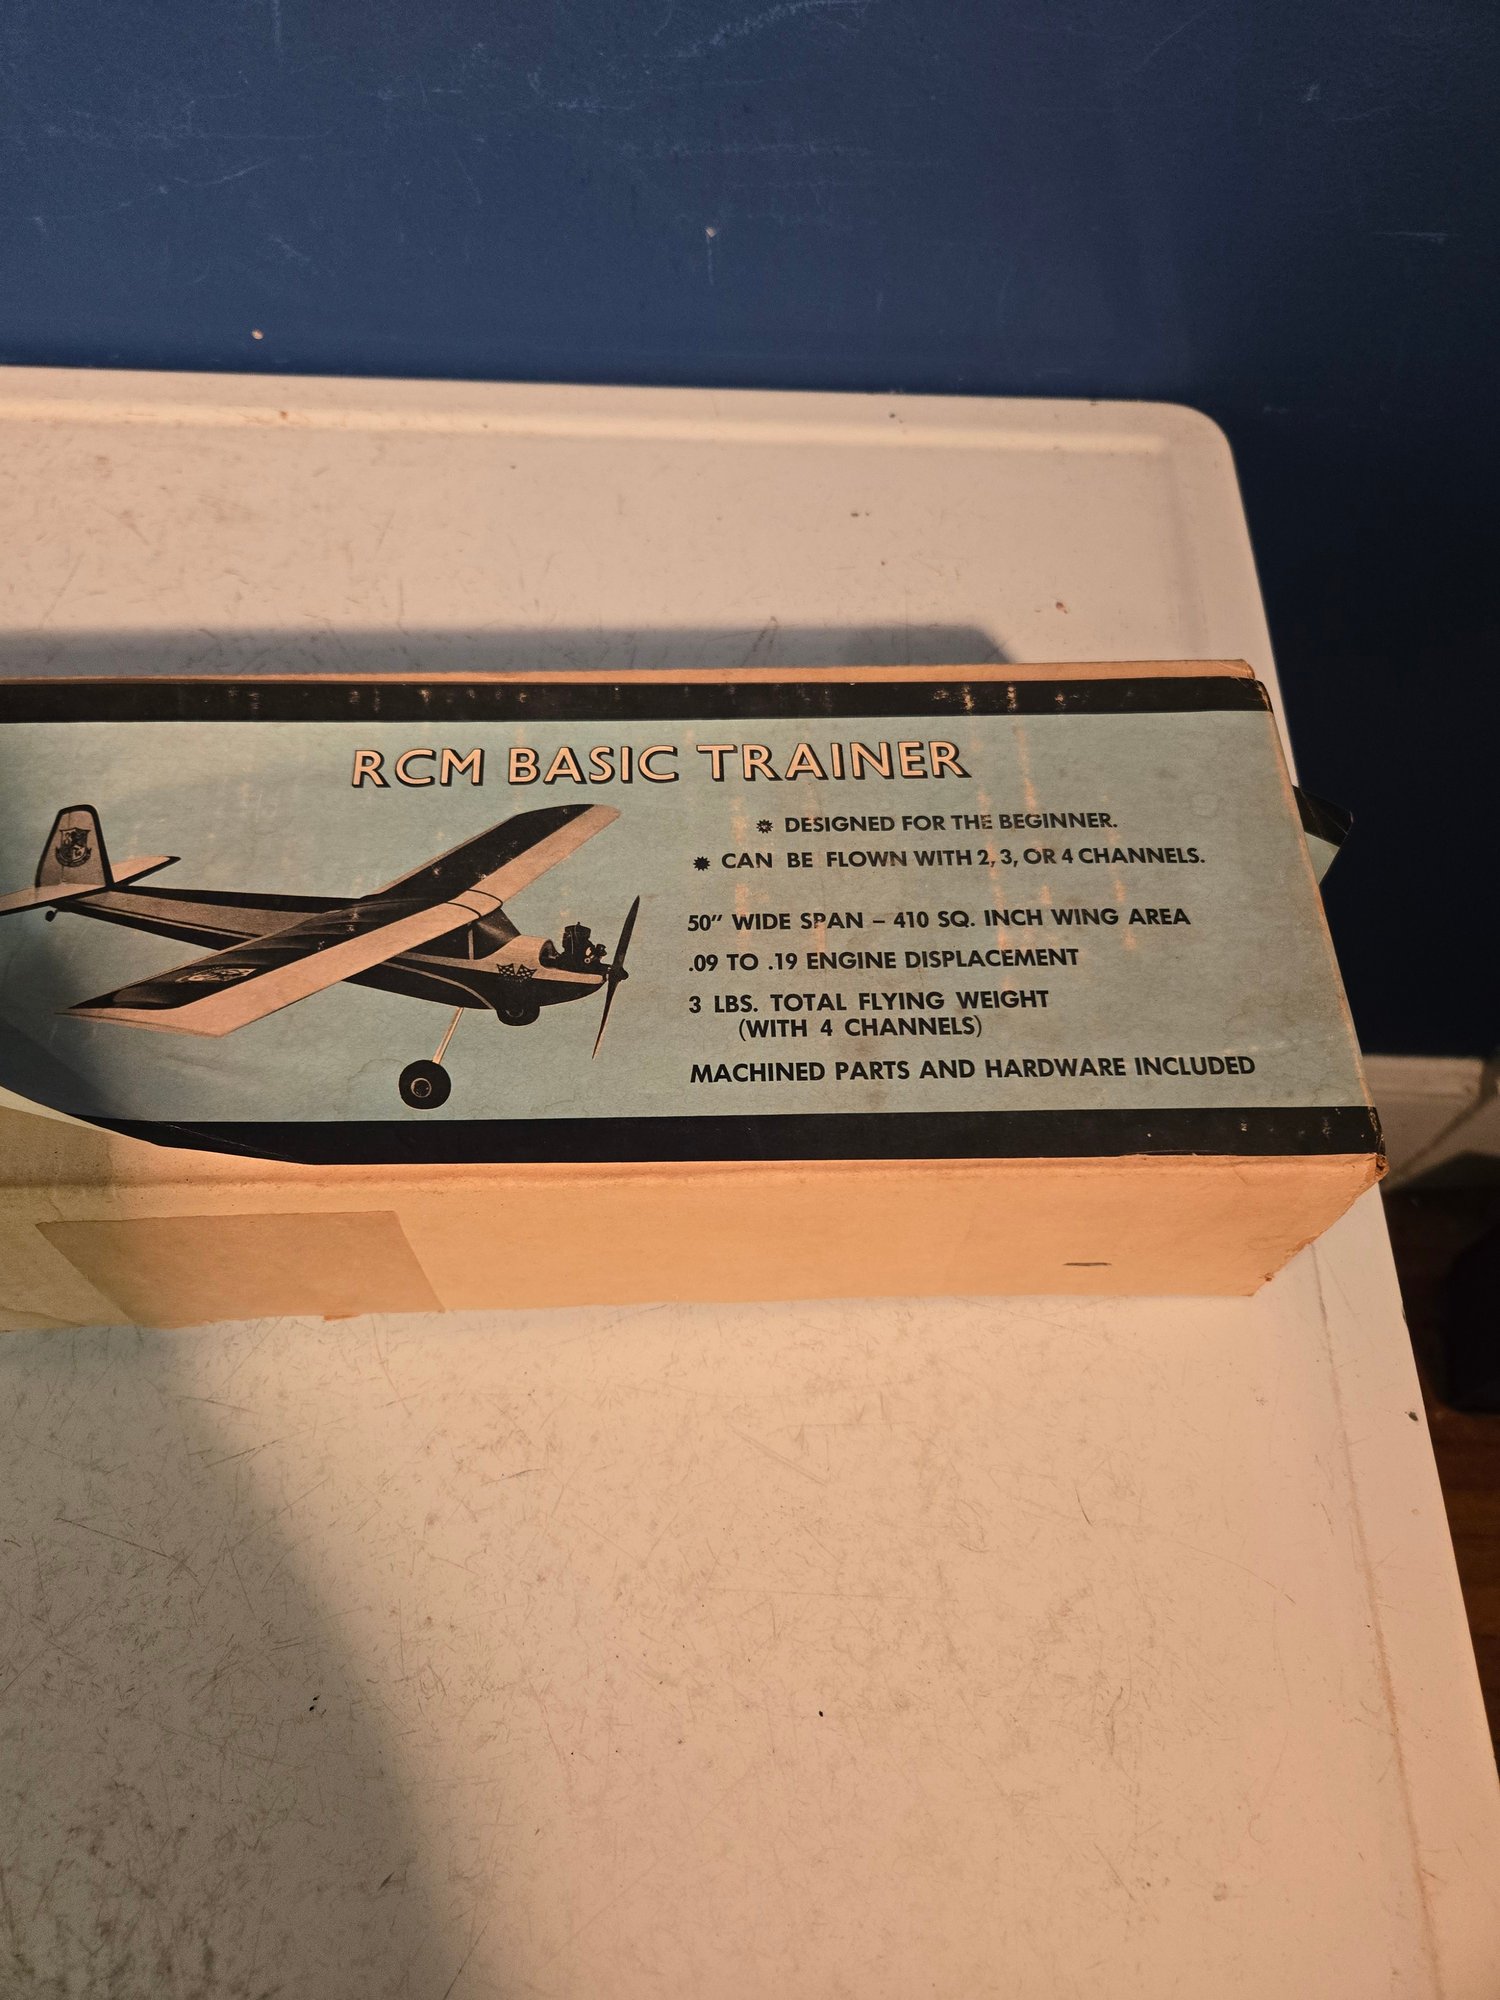 RCM BASIC TRAINER
DESIGNED FOR THE BEGINNER.
CAN BE FLOWN WITH 2, 3, OR 4 CHANNELS.
50" WIDE SPAN – 410 SQ. INCH WING AREA
.09 TO .19 ENGINE DISPLACEMENT
3 LBS. TOTAL FLYING WEIGHT
(WITH 4 CHANNELS)
MACHINED PARTS AND HARDWARE INCLUDED